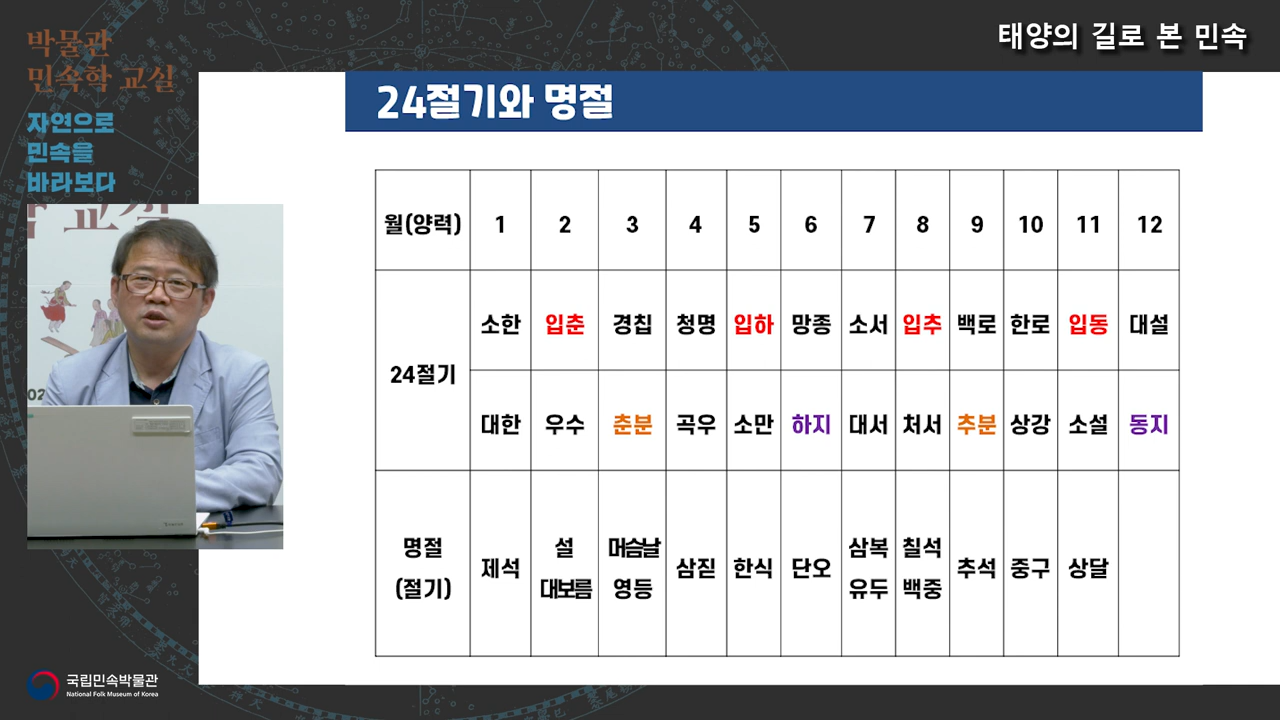 박물관
민속학 교실
자연으로
민속을
바라보다
태양의 길로 본 민속
24절기와 명절
월(양력) 1 2 3 4 5 6 7 8 9 10 11 12
24절기
소한 입춘 경칩 청명 입하 망종 소서 입추 백로 한로 입동 대설
대한 우수 춘분 곡우 소만 하지 대서 처서 추분 상강 소설 동지
명절
(절기)
제석
설
대보름
머슴날
영등
삼짇
한식
단오
삼복
유두
칠석
백중
추석
중구
상달
국립민속박물관
National Folk Museum of Korea